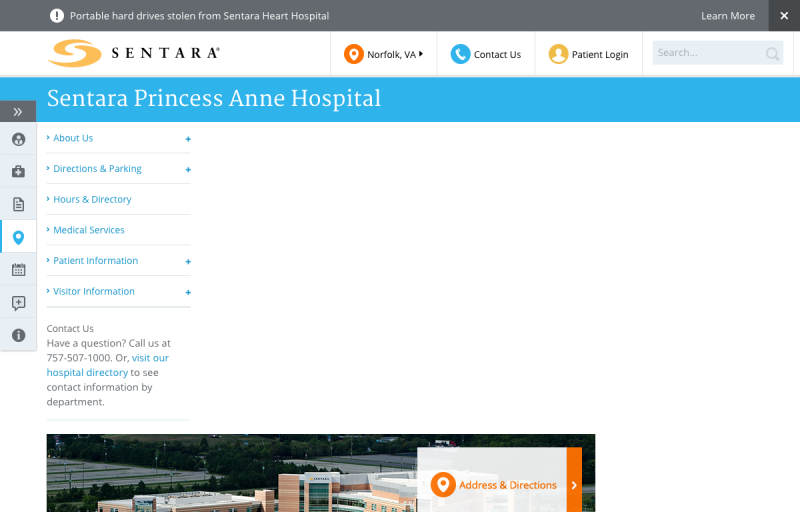 Portable hard drives stolen from Sentara Heart Hospital
Learn More
SENTARA®
Norfolk, VA
Contact Us
Patient Login
Search...
Sentara Princess Anne Hospital
About Us
Directions & Parking
Hours & Directory
Medical Services
Patient Information
Visitor Information
Contact Us
Have a question? Call us at
757-507-1000. Or, visit our
hospital directory to see
contact information by
department.
Address & Directions